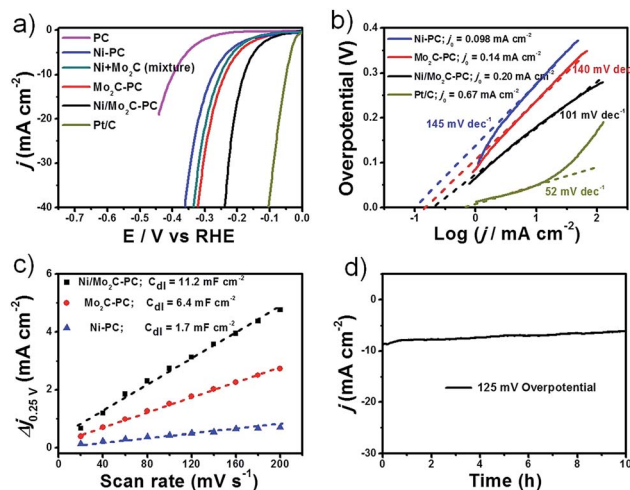 a)
PC
Ni-PC
Ni+Mo₂C (mixture)
Mo₂C-PC
Ni/Mo₂C-PC
Pt/C
0
-10
-20
-30
-40
j (mA cm⁻²)
-0.7 -0.6 -0.5 -0.4 -0.3 -0.2 -0.1 0.0
E / V vs RHE
b)
Ni-PC; j₀ = 0.098 mA cm⁻²
Mo₂C-PC; j₀ = 0.14 mA cm⁻²
Ni/Mo₂C-PC; j₀ = 0.20 mA cm⁻²
Pt/C; j₀ = 0.67 mA cm⁻²
140 mV dec⁻¹
145 mV dec⁻¹
101 mV dec⁻¹
52 mV dec⁻¹
0.4
0.3
0.2
0.1
0.0
Overpotential (V)
-2 -1 0 1 2
Log (j / mA cm⁻²)
c)
Ni/Mo₂C-PC; Cdl = 11.2 mF cm⁻²
Mo₂C-PC; Cdl = 6.4 mF cm⁻²
Ni-PC; Cdl = 1.7 mF cm⁻²
6
4
2
0
Δj0.25 V (mA cm⁻²)
0 40 80 120 160 200
Scan rate (mV s⁻¹)
d)
5
0
-5
-10
-15
-20
-25
-30
j (mA cm⁻²)
125 mV Overpotential
0 2 4 6 8 10
Time (h)